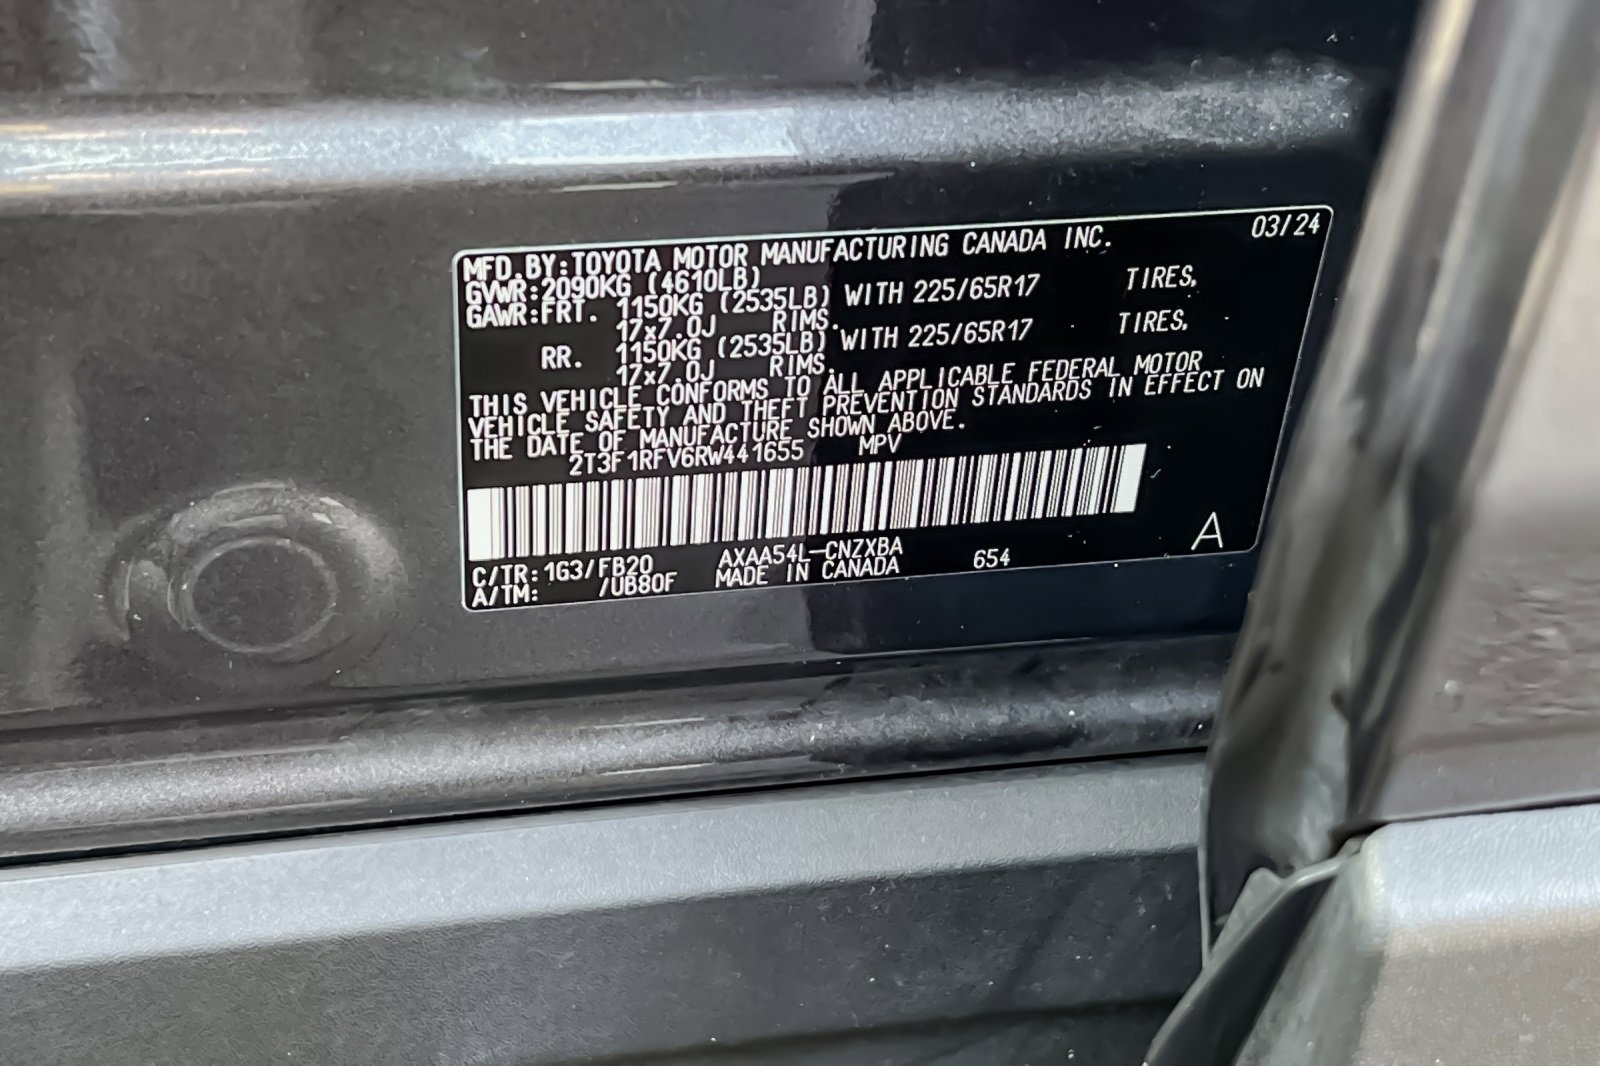 03/24
MFD.BY:TOYOTA MOTOR MANUFACTURING CANADA INC.
GVWR:2090KG (4610LB)
GAWR:FRT. 1150KG (2535LB) WITH 225/65R17 TIRES,
17x7.0J RIMS.
RR. 1150KG (2535LB) WITH 225/65R17 TIRES,
17x7.0J RIMS.
THIS VEHICLE CONFORMS TO ALL APPLICABLE FEDERAL MOTOR
VEHICLE SAFETY AND THEFT PREVENTION STANDARDS IN EFFECT ON
THE DATE OF MANUFACTURE SHOWN ABOVE.
2T3F1RFV6RW441655 MPV
C/TR:1G3/FB20 AXAA54L-CNZXBA 654 A
A/TM: /UB80F MADE IN CANADA